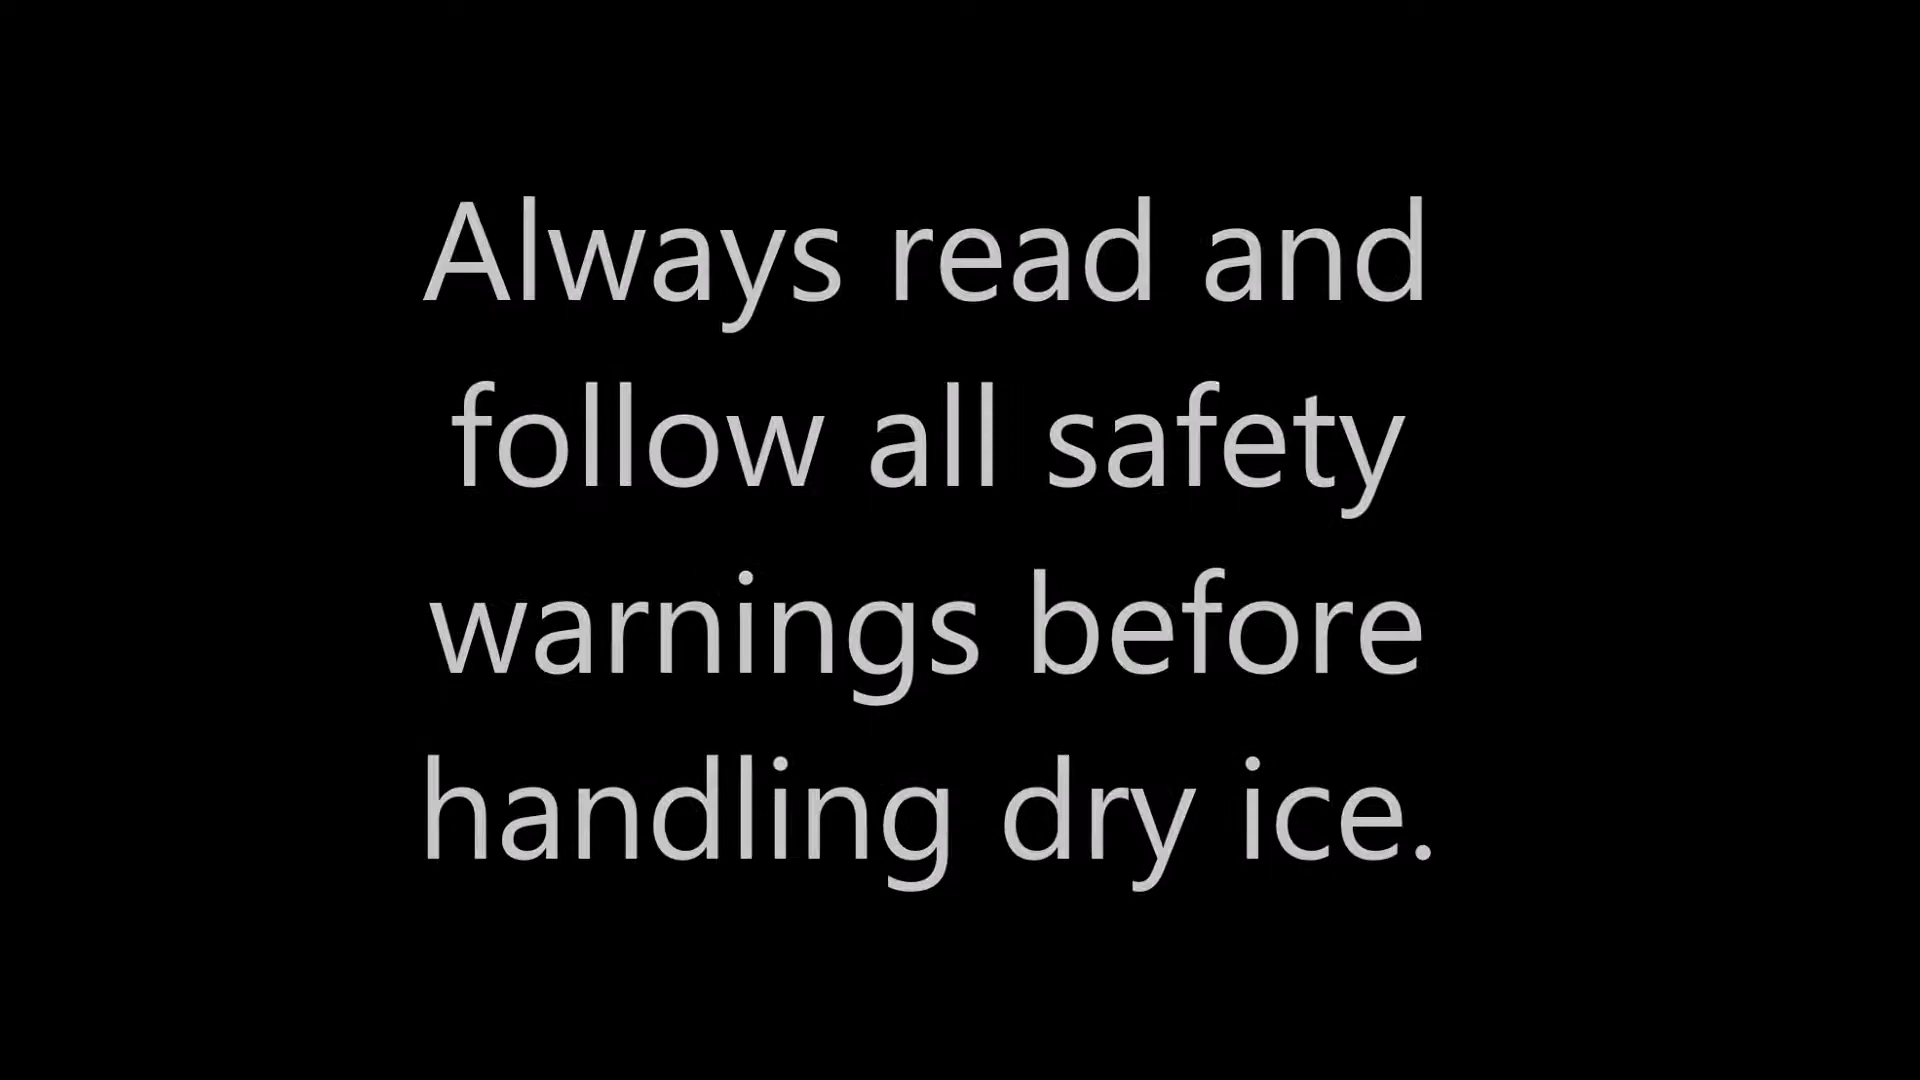 Always read and
follow all safety
warnings before
handling dry ice.